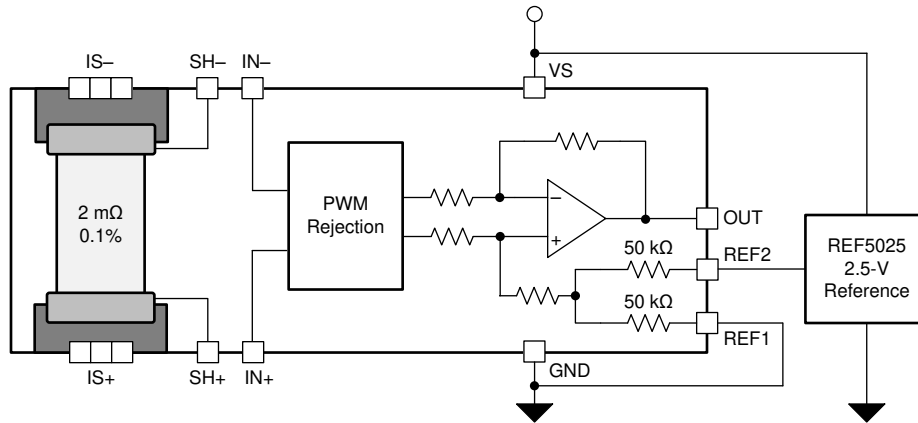 IS–
SH–
IN–
VS
2 mΩ
0.1%
PWM
Rejection
–
+
OUT
50 kΩ
REF2
50 kΩ
REF1
REF5025
2.5-V
Reference
GND
IS+
SH+
IN+